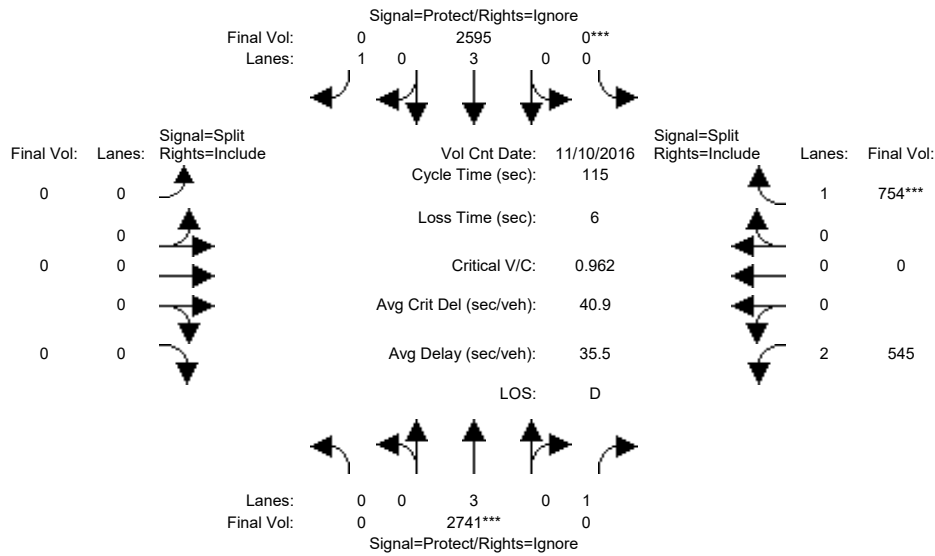 Signal=Protect/Rights=Ignore
Final Vol: 0 2595 0***
Lanes: 1 0 3 0 0
Signal=Split
Final Vol: Lanes: Rights=Include
Vol Cnt Date: 11/10/2016
Signal=Split
Rights=Include Lanes: Final Vol:
Cycle Time (sec): 115
0 0
1 754***
Loss Time (sec): 6
0
0
0 0
Critical V/C: 0.962
0 0
0
Avg Crit Del (sec/veh): 40.9
0
0 0
Avg Delay (sec/veh): 35.5
2 545
LOS: D
Lanes: 0 0 3 0 1
Final Vol: 0 2741*** 0
Signal=Protect/Rights=Ignore